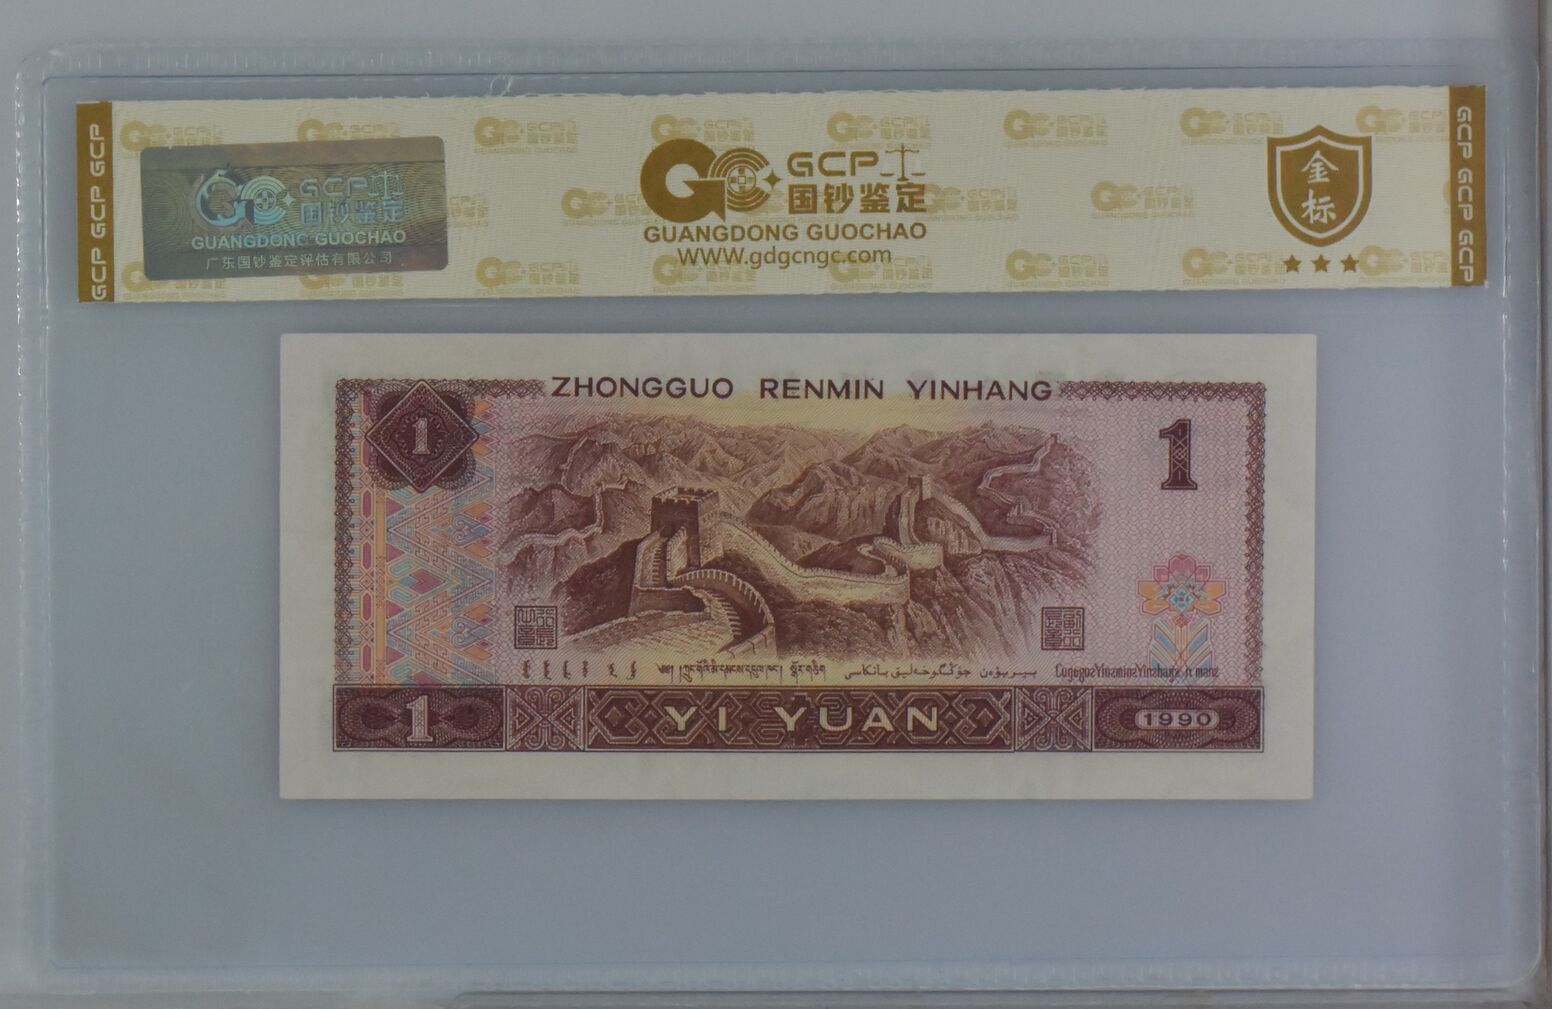 GCP GCP GCP
GCP
国钞鉴定
GUANGDONG GUOCHAO
广东国钞鉴定评估有限公司
GCP
国钞鉴定
GUANGDONG GUOCHAO
WWW.gdgcngc.com
金
标
GCP GCP GCP
ZHONGGUO RENMIN YINHANG
1
1
1
YI YUAN
1990